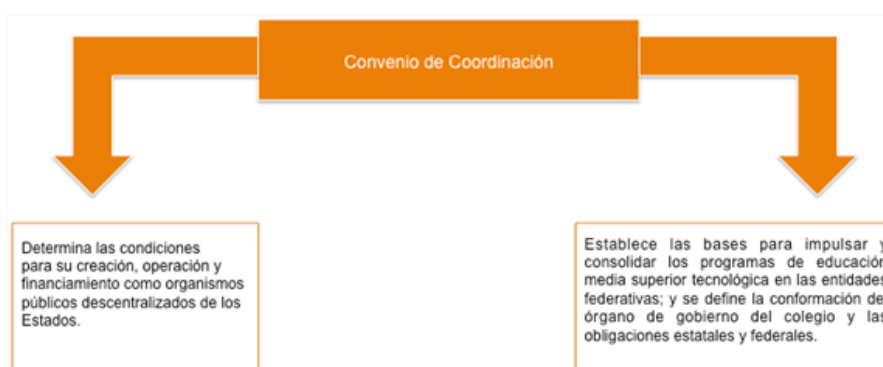 Convenio de Coordinación
Determina las condiciones
para su creación, operación y
financiamiento como organismos
públicos descentralizados de los
Estados.
Establece las bases para impulsar y
consolidar los programas de educación
media superior tecnológica en las entidades
federativas; y se define la conformación del
órgano de gobierno del colegio y las
obligaciones estatales y federales.